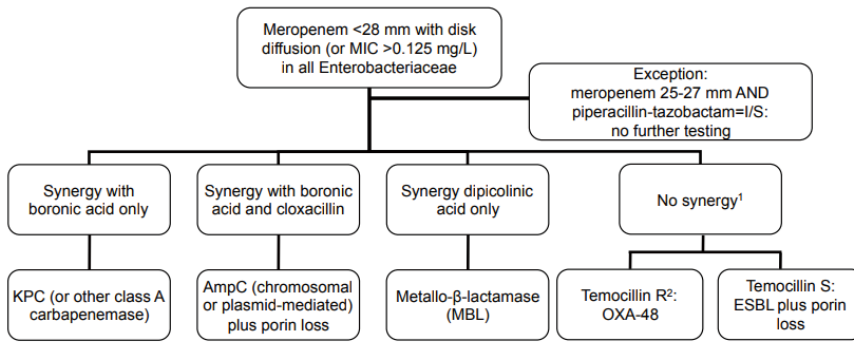 Meropenem <28 mm with disk
diffusion (or MIC >0.125 mg/L)
in all Enterobacteriaceae
Exception:
meropenem 25-27 mm AND
piperacillin-tazobactam=I/S:
no further testing
Synergy with
boronic acid only
Synergy with boronic
acid and cloxacillin
Synergy dipicolinic
acid only
No synergy¹
KPC (or other class A
carbapenemase)
AmpC (chromosomal
or plasmid-mediated)
plus porin loss
Metallo-β-lactamase
(MBL)
Temocillin R²:
OXA-48
Temocillin S:
ESBL plus porin
loss